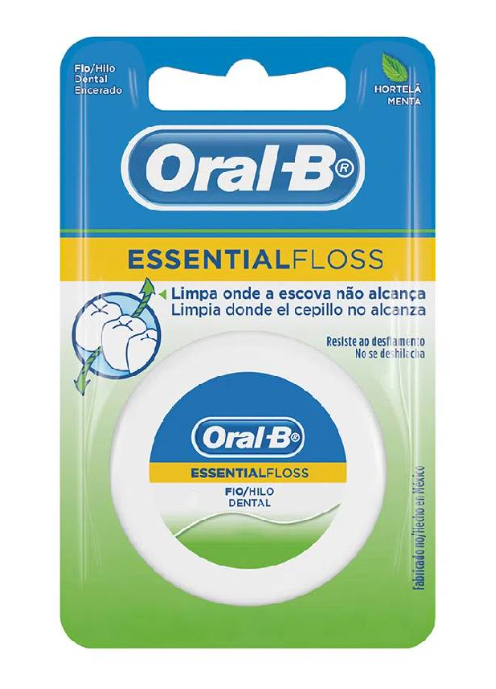 Fio/Hilo
Dental
Encerado
HORTELÃ
MENTA
Oral-B®
ESSENTIALFLOSS
Limpa onde a escova não alcança
Limpia donde el cepillo no alcanza
Resiste ao desfiamento
No se deshilacha
Oral-B®
ESSENTIALFLOSS
FIO/HILO
DENTAL
Fabricado no/Hecho en México